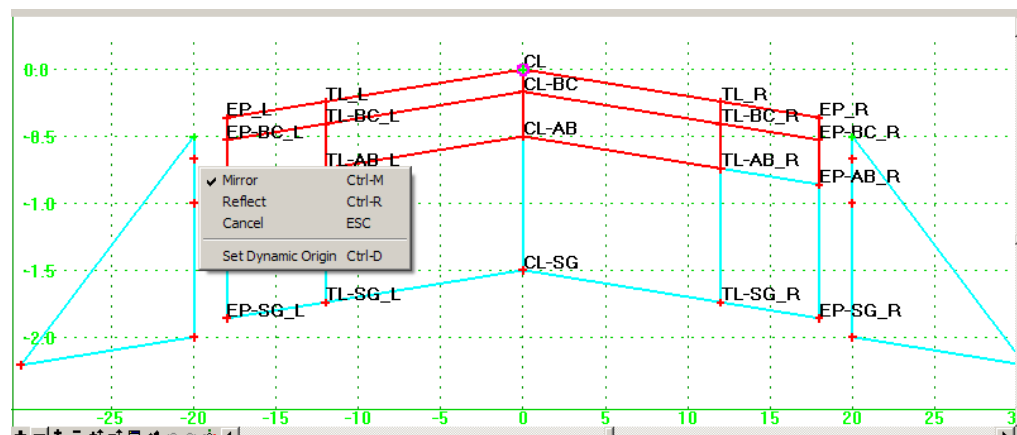 CL
0.0
CL-BC
TL_L
TL_R
EP_L
EP_R
TL-BC_L
TL-BC_R
EP-BC_L
EP-BC_R
-0.5
CL-AB
TL-AB_L
TL-AB_R
EP-AB_R
Mirror Ctrl-M
Reflect Ctrl-R
Cancel ESC
Set Dynamic Origin Ctrl-D
-1.0
-1.5
CL-SG
TL-SG_L
TL-SG_R
EP-SG_L
EP-SG_R
-2.0
-25 -20 -15 -10 -5 0 5 10 15 20 25 3